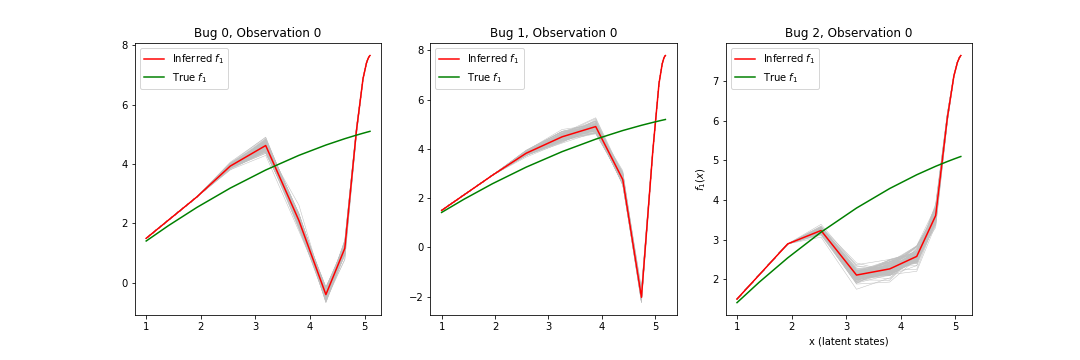 Bug 0, Observation 0
8
6
4
2
0
1 2 3 4 5
Inferred f₁
True f₁
Bug 1, Observation 0
8
6
4
2
0
−2
1 2 3 4 5
Inferred f₁
True f₁
Bug 2, Observation 0
f₁(x)
7
6
5
4
3
2
1 2 3 4 5
x (latent states)
Inferred f₁
True f₁